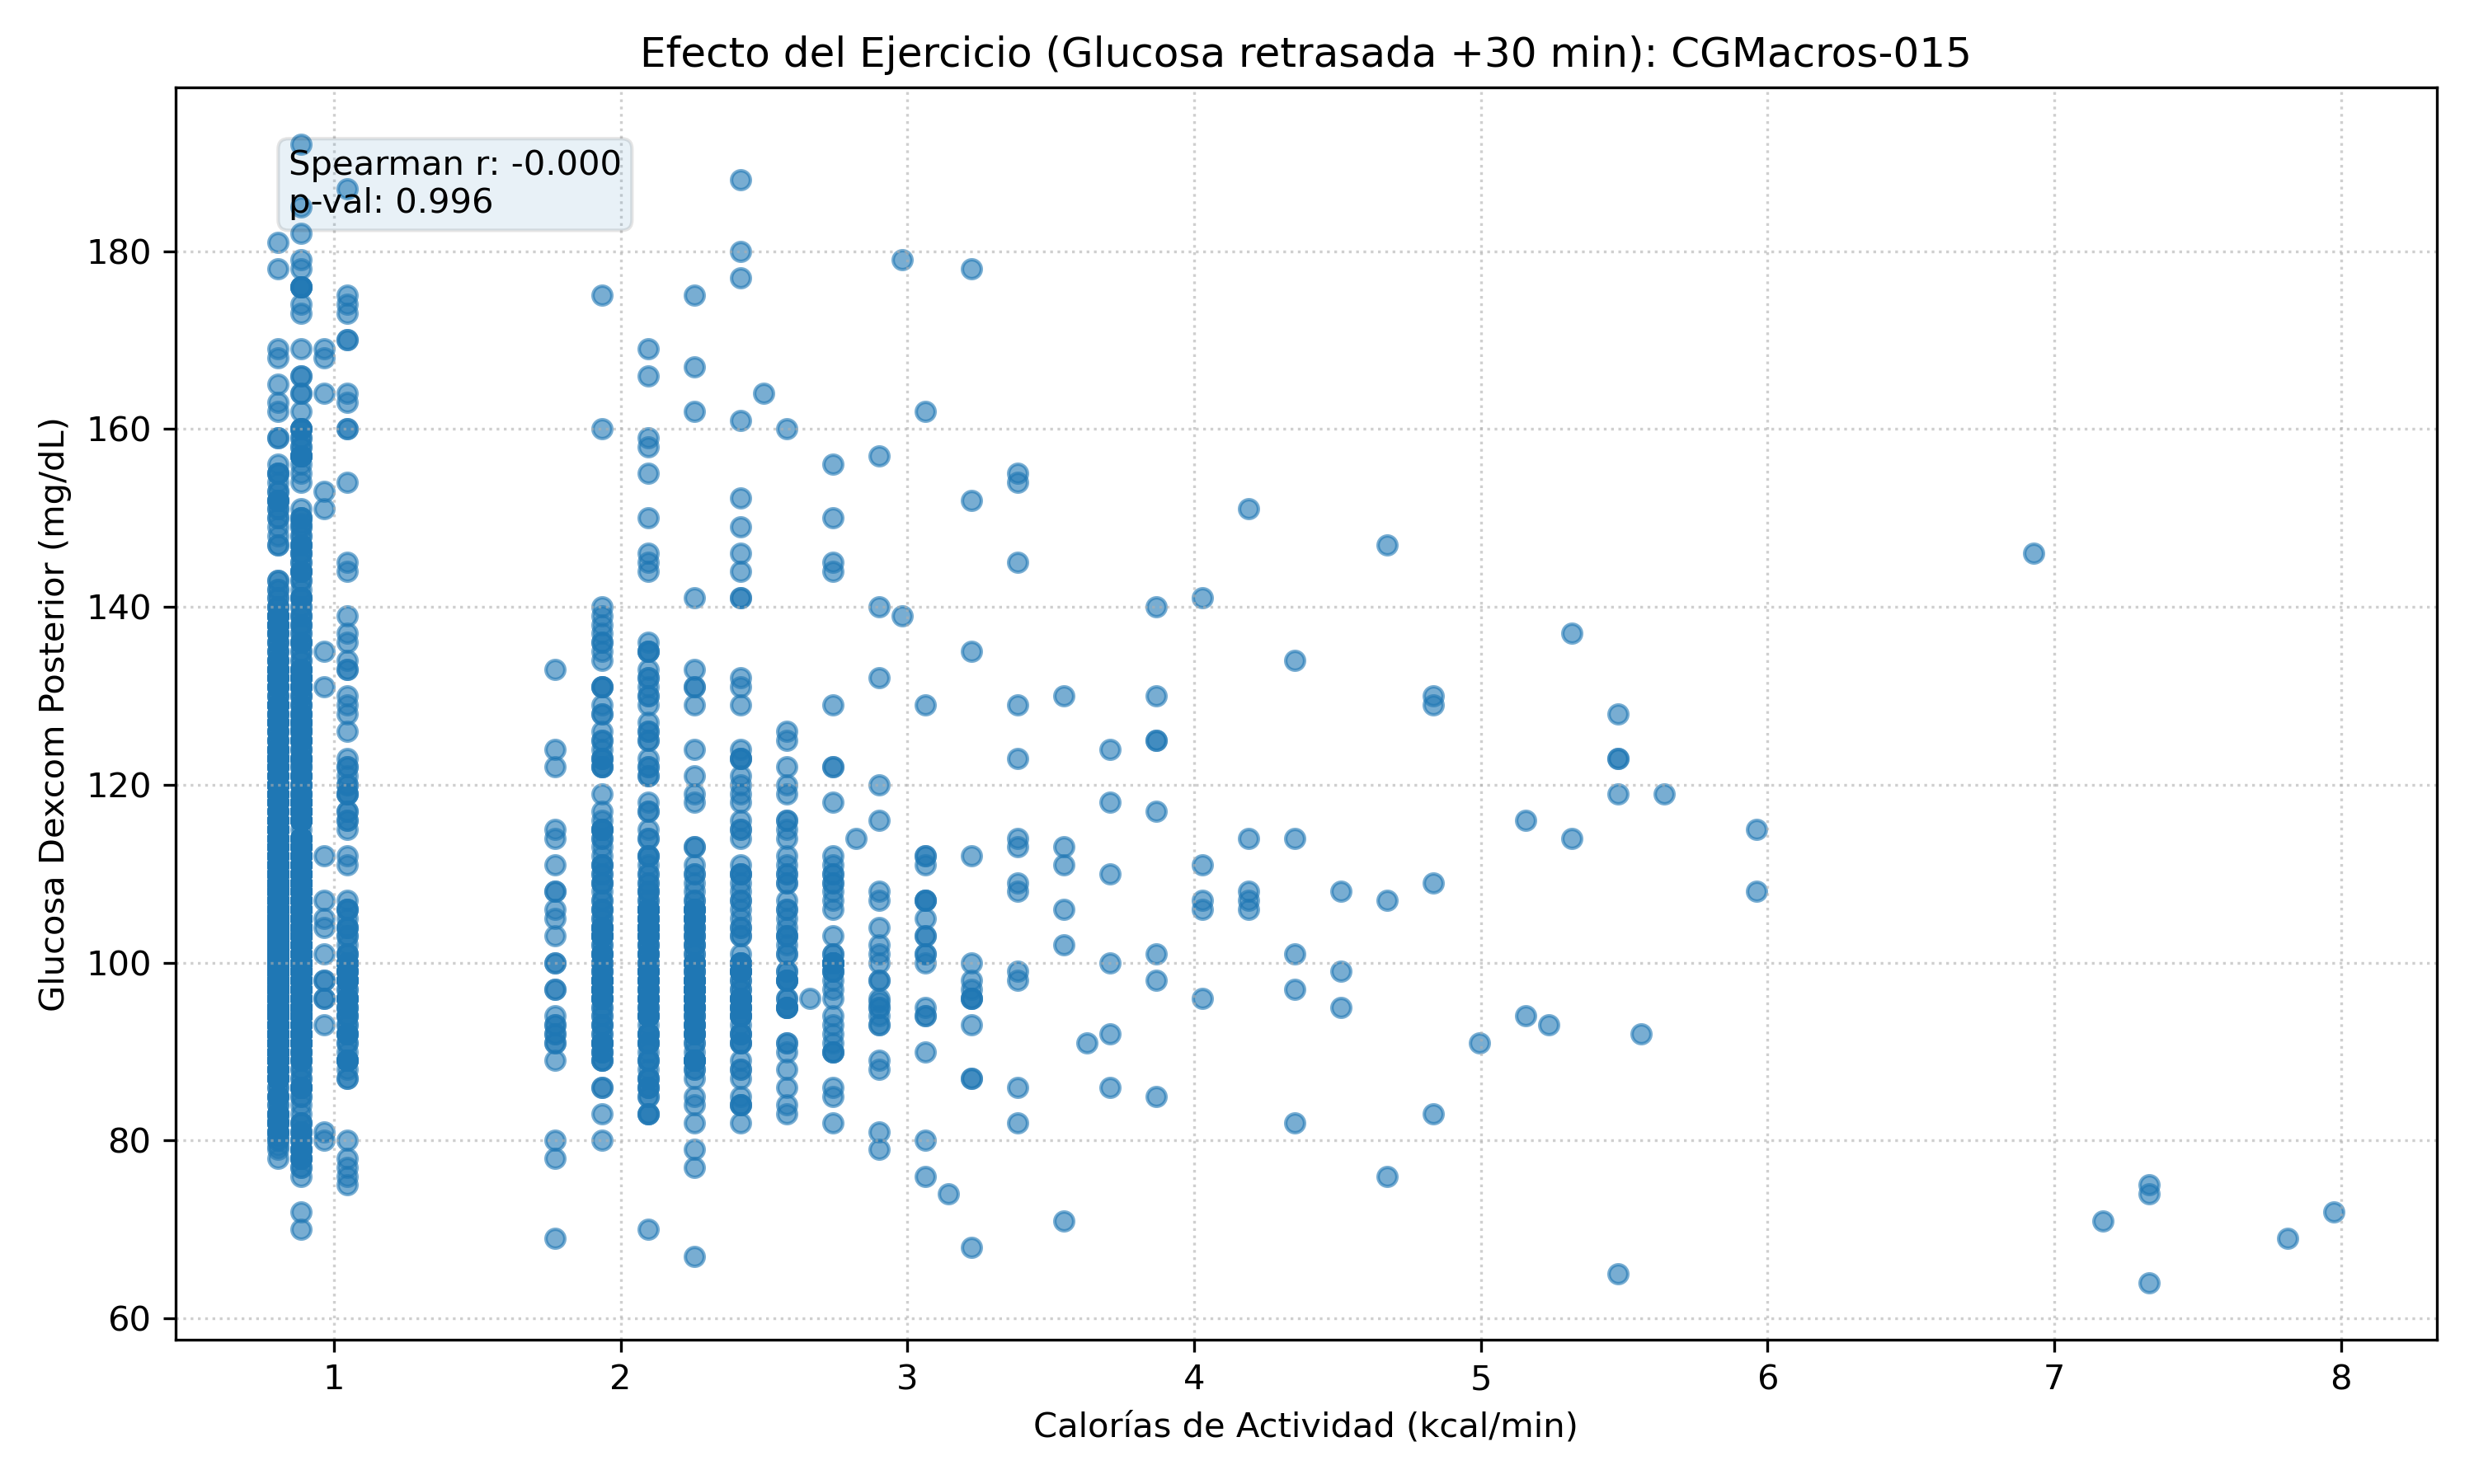 Efecto del Ejercicio (Glucosa retrasada +30 min): CGMacros-015
Spearman r: -0.000
p-val: 0.996
Glucosa Dexcom Posterior (mg/dL)
180
160
140
120
100
80
60
1 2 3 4 5 6 7 8
Calorías de Actividad (kcal/min)